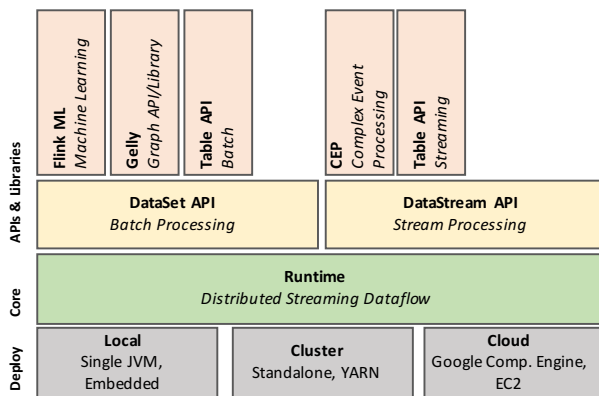 Flink ML
Machine Learning
Gelly
Graph API/Library
Table API
Batch
CEP
Complex Event
Processing
Table API
Streaming
APIs & Libraries
DataSet API
Batch Processing
DataStream API
Stream Processing
Core
Runtime
Distributed Streaming Dataflow
Deploy
Local
Single JVM,
Embedded
Cluster
Standalone, YARN
Cloud
Google Comp. Engine,
EC2